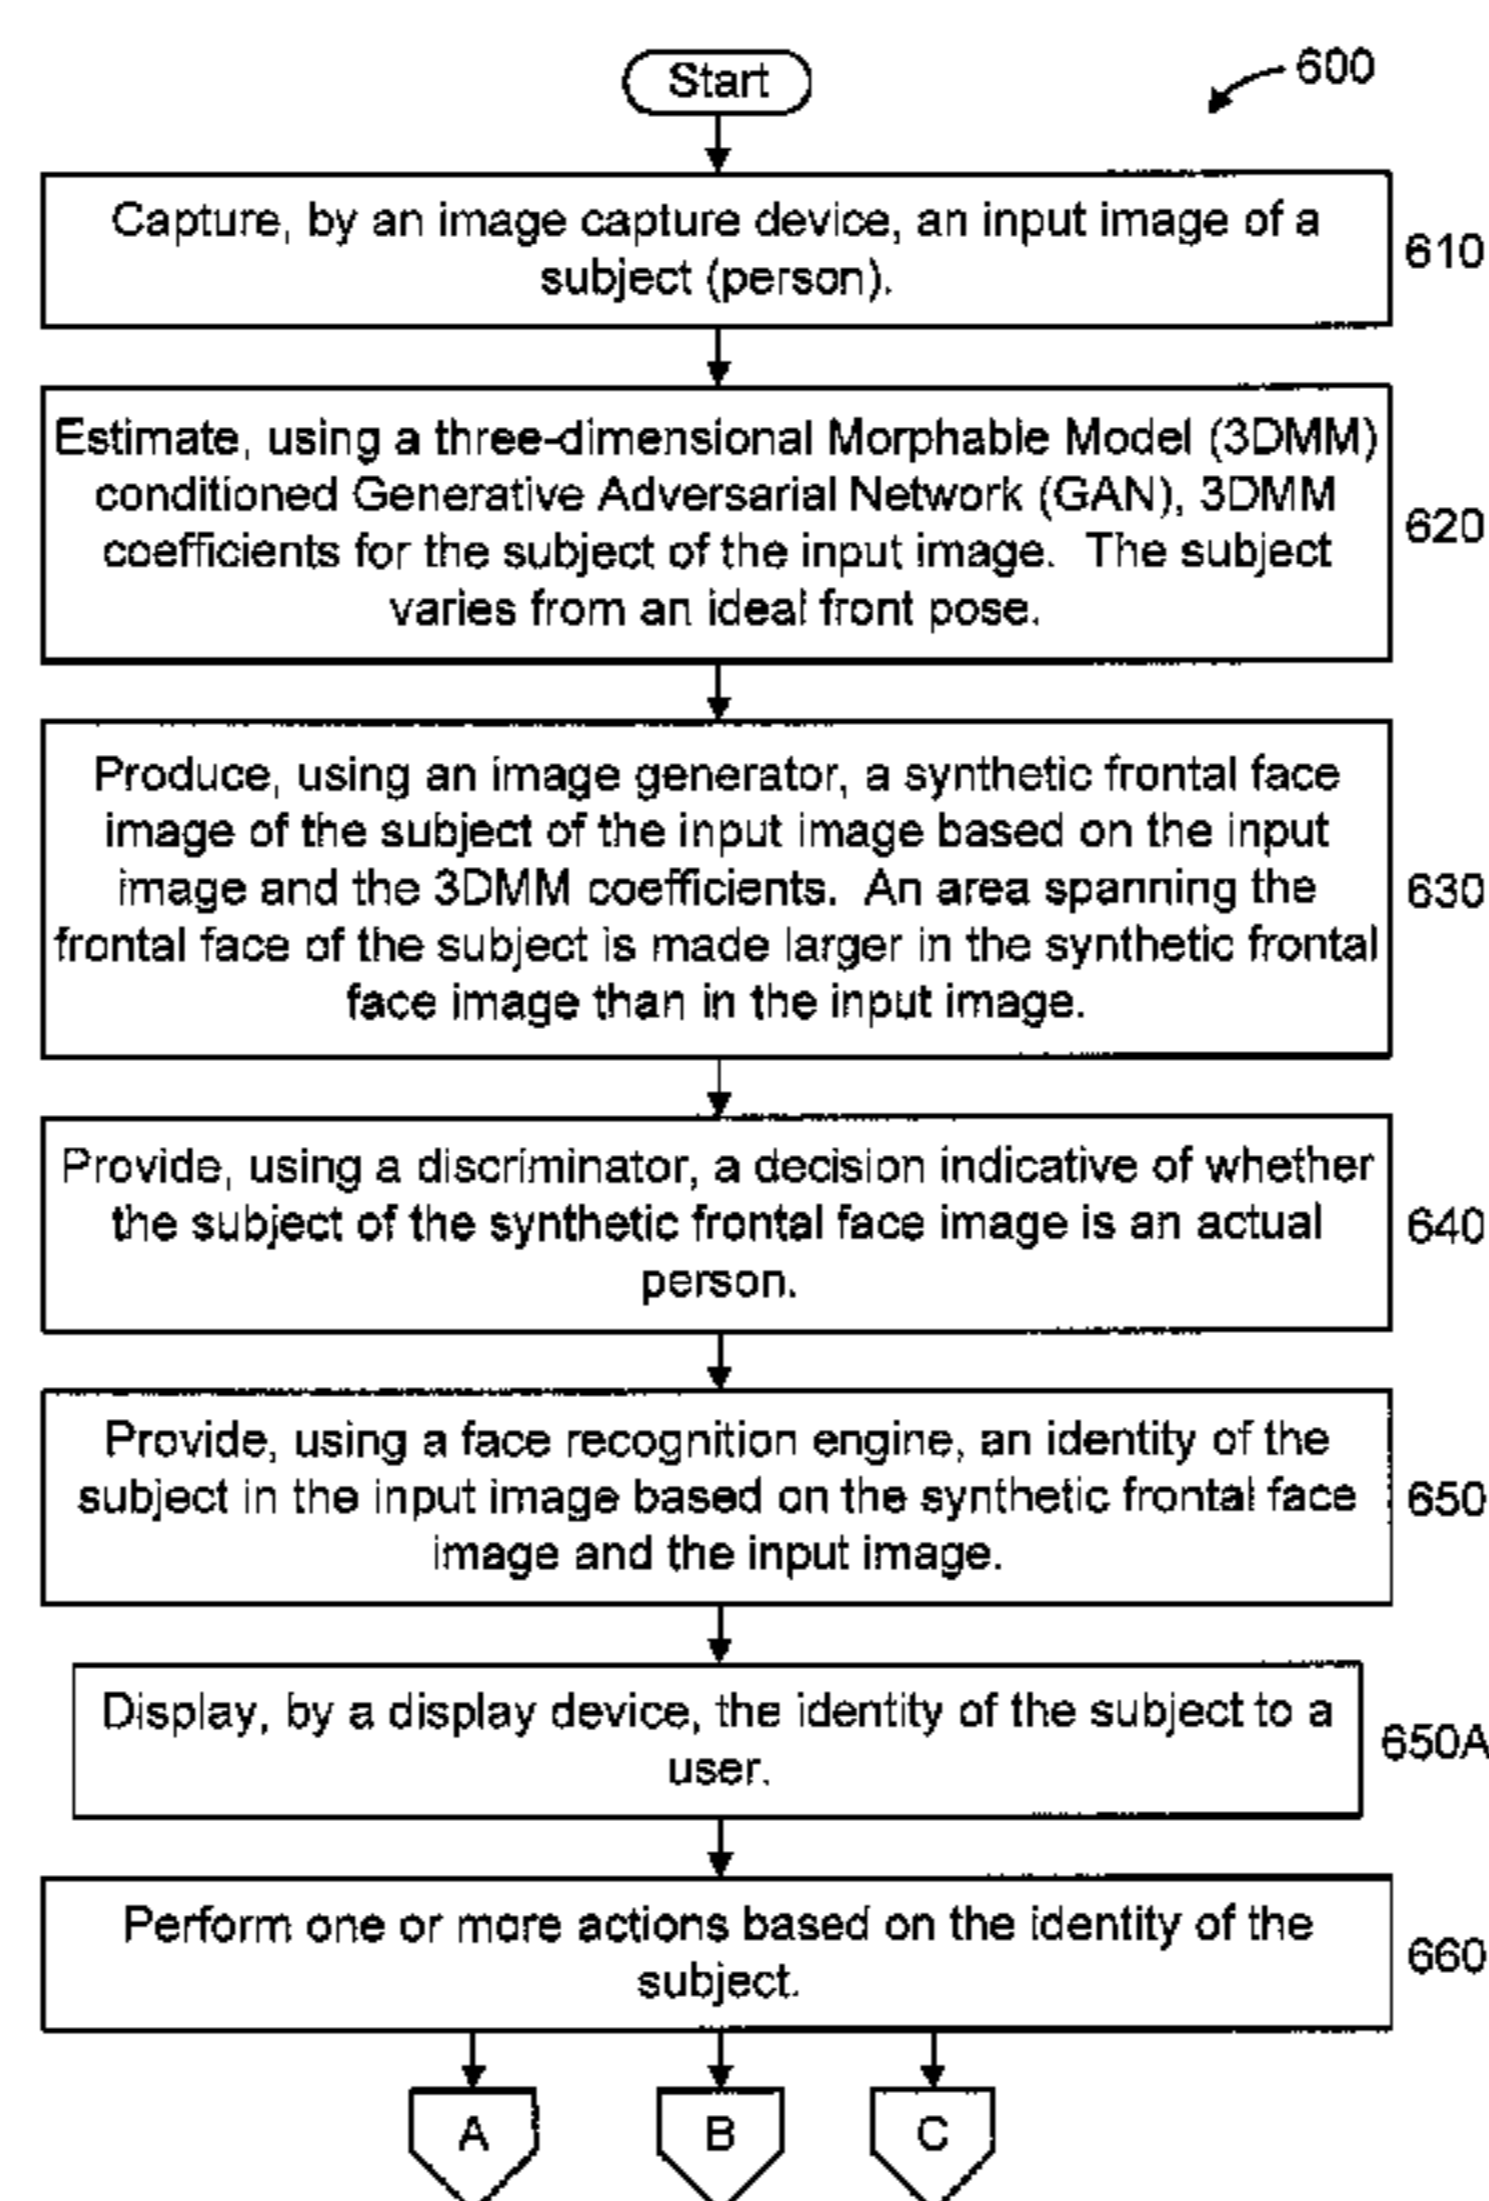 Start
600
Capture, by an image capture device, an input image of a
subject (person).
610
Estimate, using a three-dimensional Morphable Model (3DMM)
conditioned Generative Adversarial Network (GAN), 3DMM
coefficients for the subject of the input image. The subject
varies from an ideal front pose.
620
Produce, using an image generator, a synthetic frontal face
image of the subject of the input image based on the input
image and the 3DMM coefficients. An area spanning the
frontal face of the subject is made larger in the synthetic frontal
face image than in the input image.
630
Provide, using a discriminator, a decision indicative of whether
the subject of the synthetic frontal face image is an actual
person.
640
Provide, using a face recognition engine, an identity of the
subject in the input image based on the synthetic frontal face
image and the input image.
650
Display, by a display device, the identity of the subject to a
user.
650A
Perform one or more actions based on the identity of the
subject.
660
A
B
C